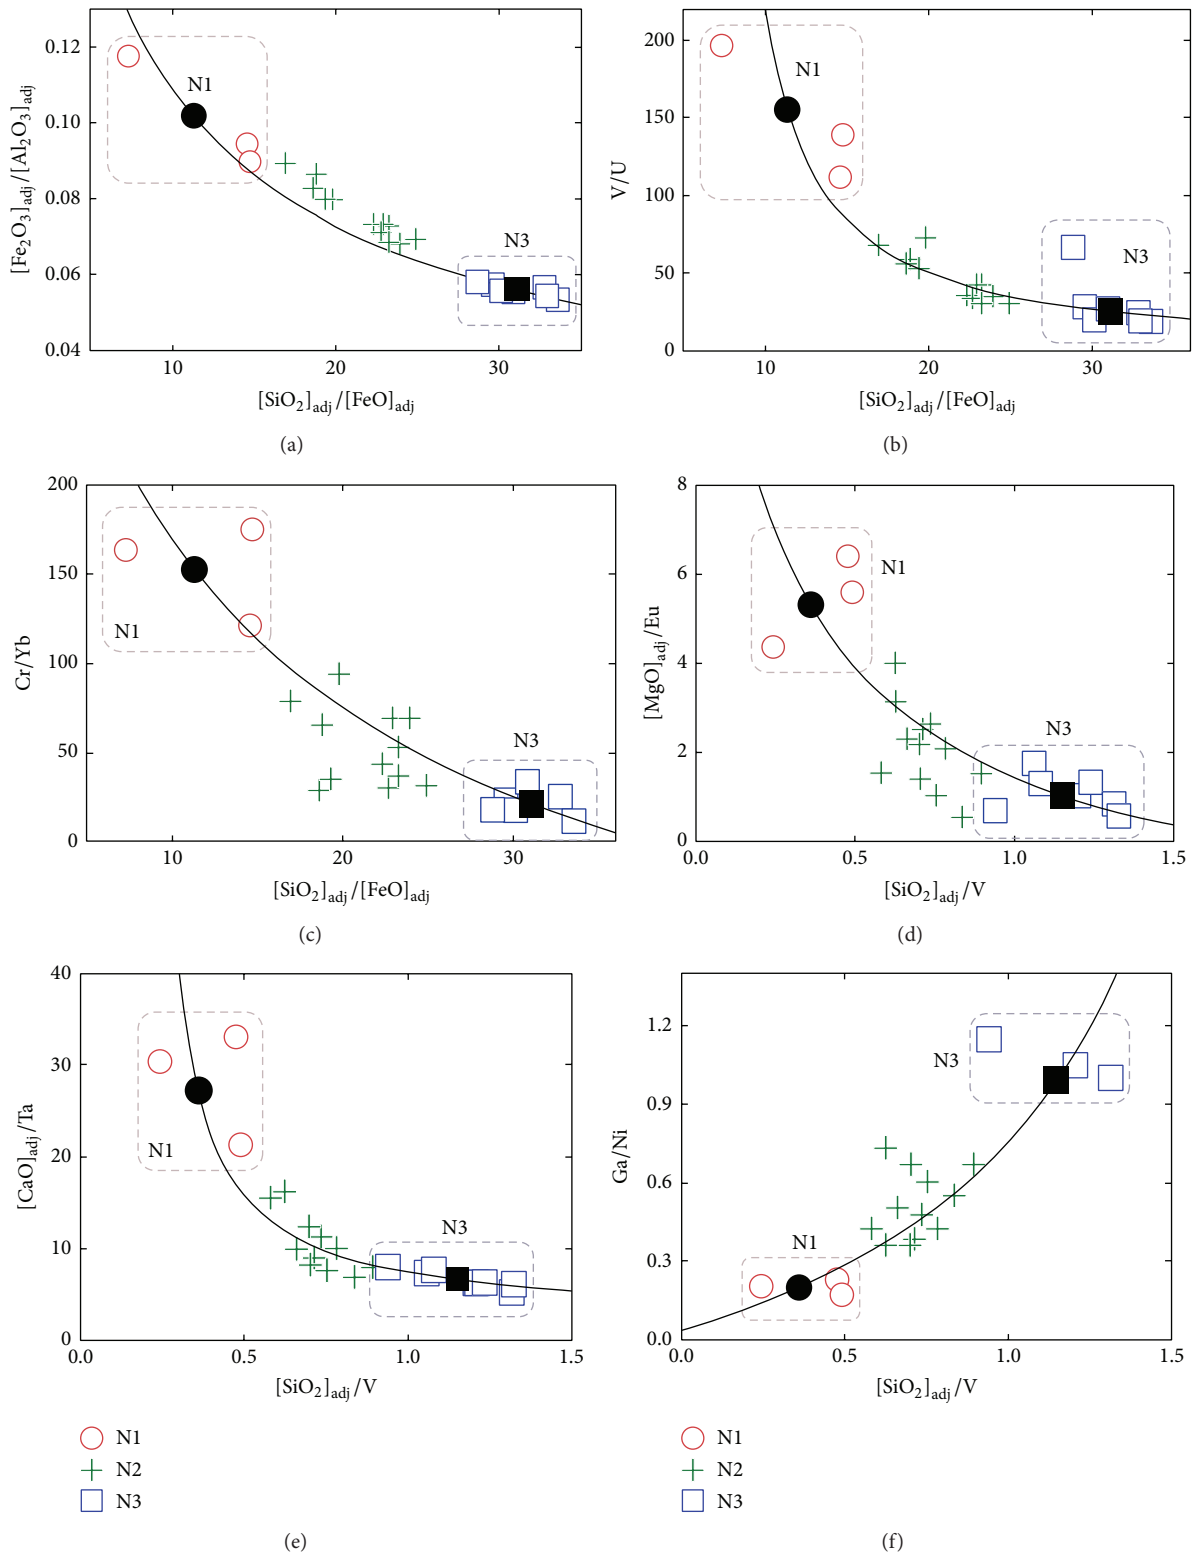 0.12
0.10
0.08
0.06
0.04
[Fe₂O₃]adj/[Al₂O₃]adj
N1
N3
10
20
30
[SiO₂]adj/[FeO]adj
(a)
200
150
100
50
0
V/U
N1
N3
10
20
30
[SiO₂]adj/[FeO]adj
(b)
200
150
100
50
0
Cr/Yb
N1
N3
10
20
30
[SiO₂]adj/[FeO]adj
(c)
8
6
4
2
0
[MgO]adj/Eu
N1
N3
0.0
0.5
1.0
1.5
[SiO₂]adj/V
(d)
40
30
20
10
0
[CaO]adj/Ta
N1
N3
0.5
1.0
1.5
[SiO₂]adj/V
N1
N2
N3
(e)
1.2
0.9
0.6
0.3
0.0
Ga/Ni
N3
N1
0.0
0.5
1.0
1.5
[SiO₂]adj/V
N1
N2
N3
(f)